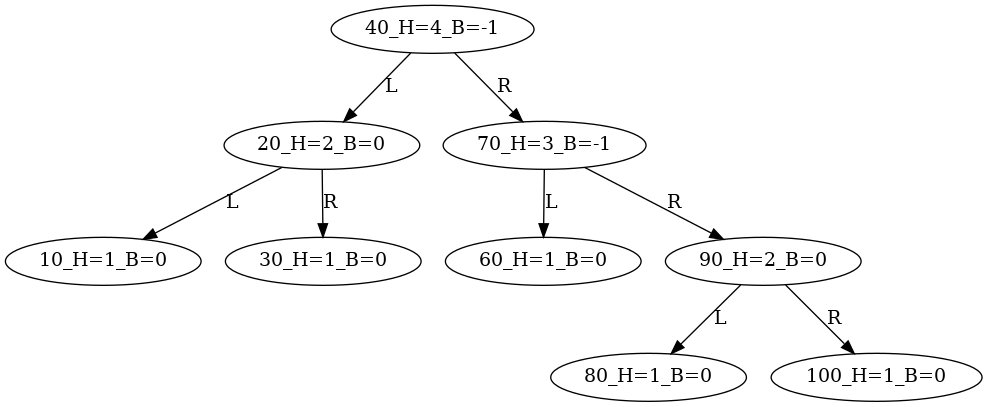 40_H=4_B=-1
L
R
20_H=2_B=0
70_H=3_B=-1
L
R
L
R
10_H=1_B=0
30_H=1_B=0
60_H=1_B=0
90_H=2_B=0
L
R
80_H=1_B=0
100_H=1_B=0